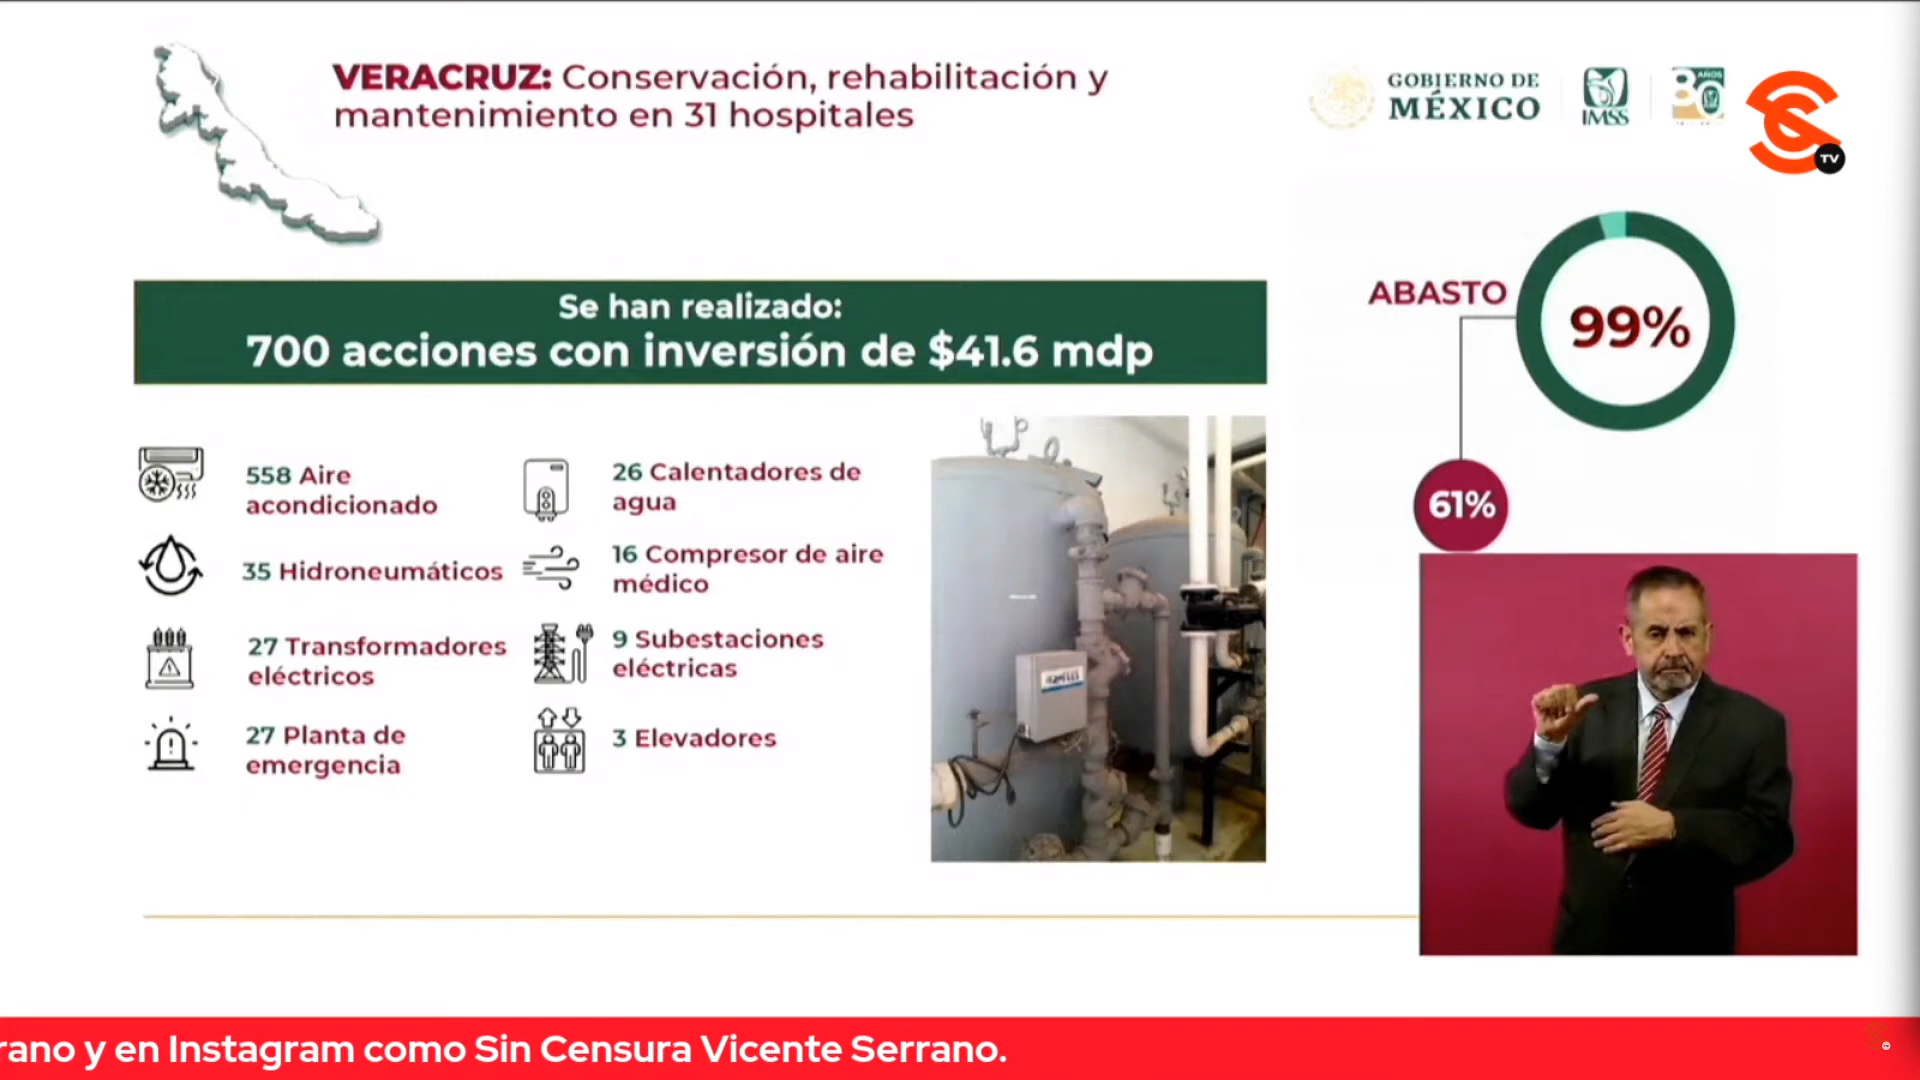 VERACRUZ: Conservación, rehabilitación y
mantenimiento en 31 hospitales
GOBIERNO DE
MÉXICO
IMSS
80 AÑOS
TV
Se han realizado:
700 acciones con inversión de $41.6 mdp
ABASTO
99%
61%
558 Aire
acondicionado
26 Calentadores de
agua
35 Hidroneumáticos
16 Compresor de aire
médico
27 Transformadores
eléctricos
9 Subestaciones
eléctricas
27 Planta de
emergencia
3 Elevadores
rano y en Instagram como Sin Censura Vicente Serrano.